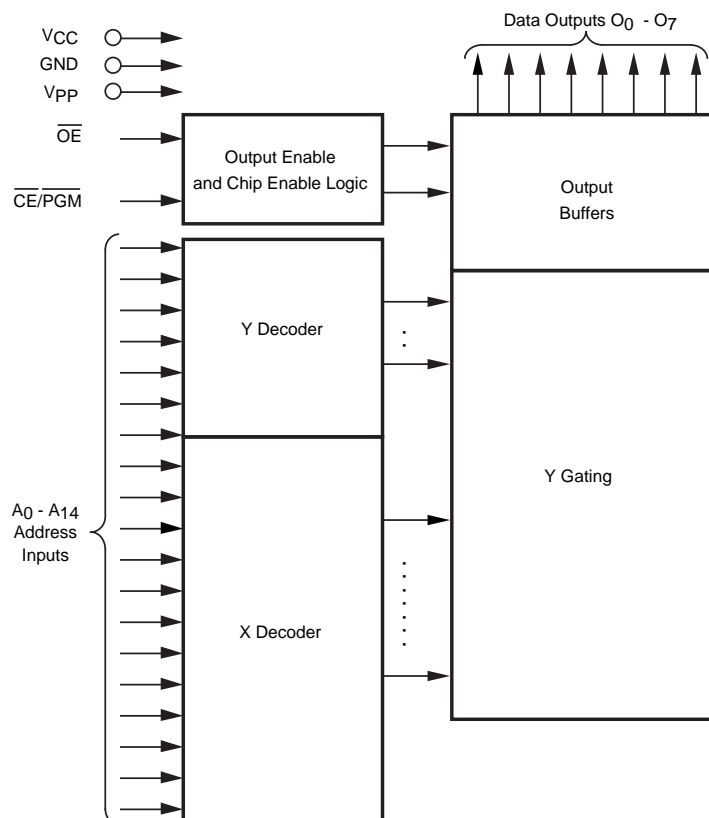 Data Outputs O0 - O7
VCC
GND
VPP
OE
CE/PGM
Output Enable
and Chip Enable Logic
Output
Buffers
Y Decoder
Y Gating
A0 - A14
Address
Inputs
X Decoder